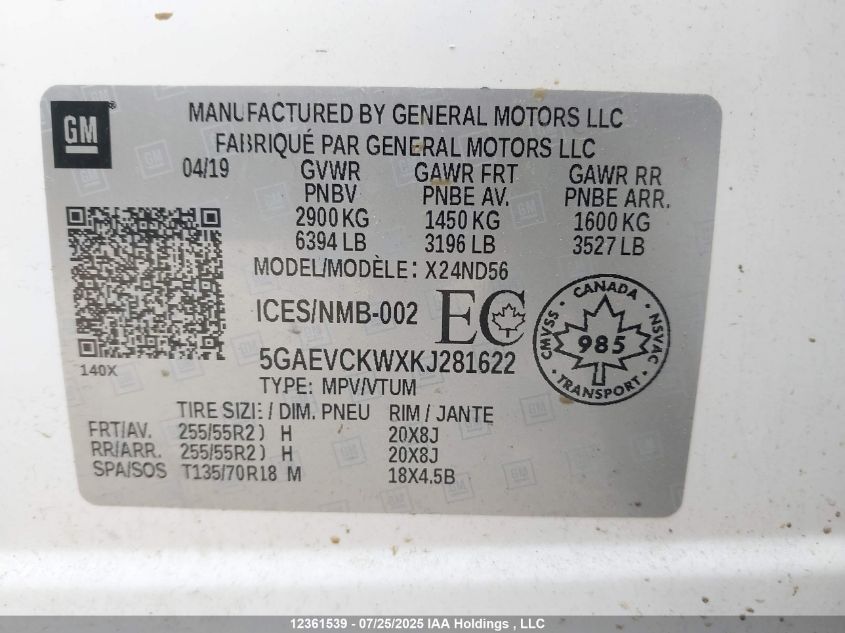 GM
MANUFACTURED BY GENERAL MOTORS LLC
FABRIQUÉ PAR GENERAL MOTORS LLC
04/19 GVWR GAWR FRT GAWR RR
PNBV PNBE AV. PNBE ARR.
2900 KG 1450 KG 1600 KG
6394 LB 3196 LB 3527 LB
MODEL/MODÈLE: X24ND56
ICES/NMB-002 EC
CANADA
CMVSS 985 NSVAC
TRANSPORT
140X
5GAEVCKWXKJ281622
TYPE: MPV/VTUM
TIRE SIZE / DIM. PNEU RIM / JANTE
FRT/AV. 255/55R20 H 20X8J
RR/ARR. 255/55R20 H 20X8J
SPA/SOS T135/70R18 M 18X4.5B
12361539 - 07/25/2025 IAA Holdings , LLC